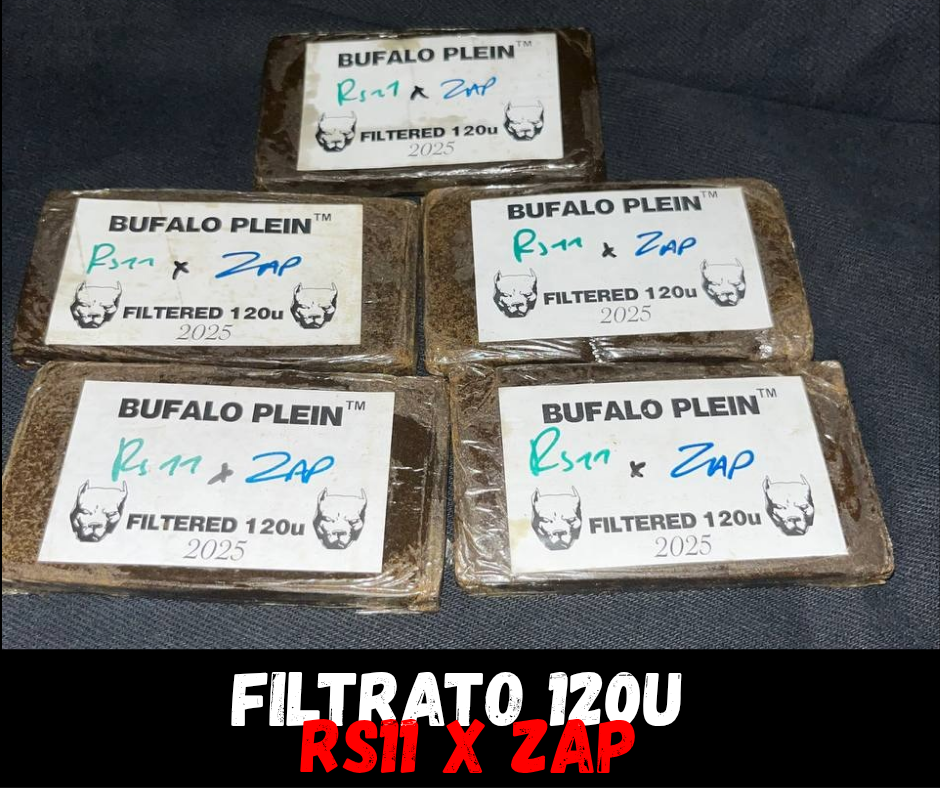 BUFALO PLEIN™
RS11 x ZAP
FILTERED 120u
2025
BUFALO PLEIN™
RS11 x ZAP
FILTERED 120u
2025
BUFALO PLEIN™
RS11 x ZAP
FILTERED 120u
2025
BUFALO PLEIN™
RS11 x ZAP
FILTERED 120u
2025
BUFALO PLEIN™
RS11 x ZAP
FILTERED 120u
2025
FILTRATO 120U
RS11 X ZAP